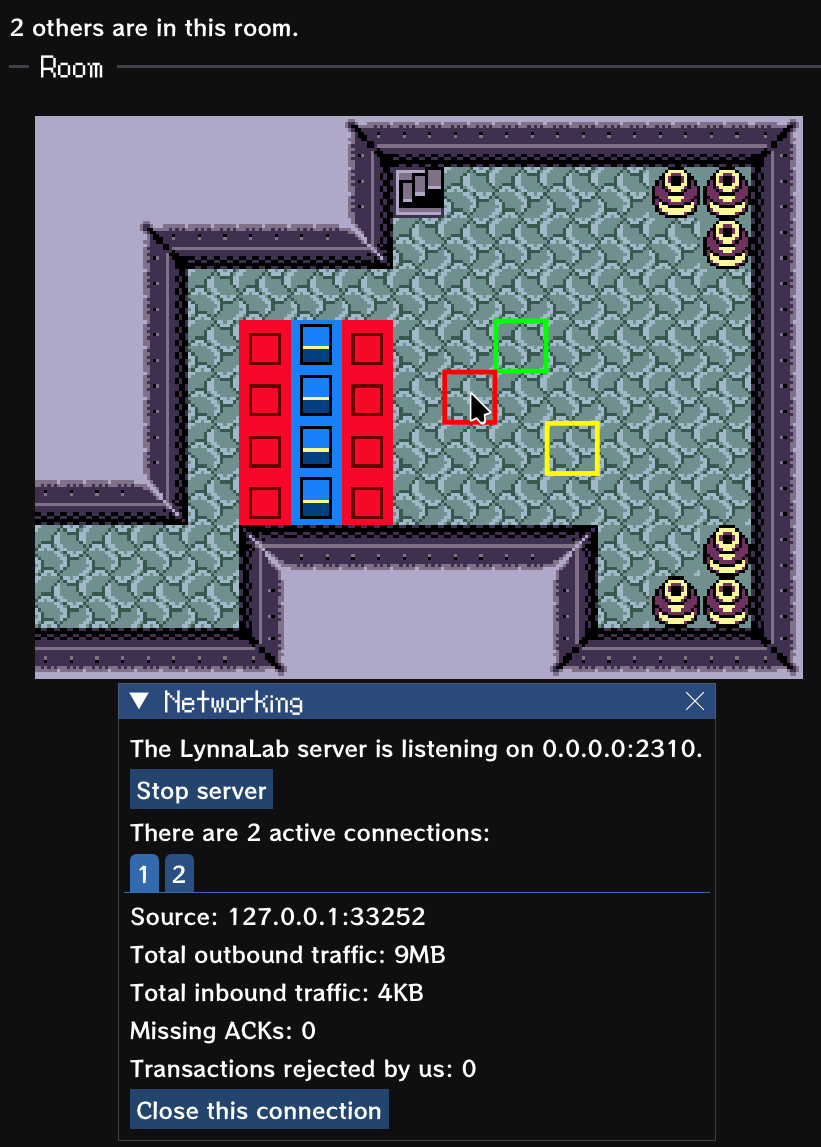 2 others are in this room.
Room
Networking
The LynnaLab server is listening on 0.0.0.0:2310.
Stop server
There are 2 active connections:
1 2
Source: 127.0.0.1:33252
Total outbound traffic: 9MB
Total inbound traffic: 4KB
Missing ACKs: 0
Transactions rejected by us: 0
Close this connection